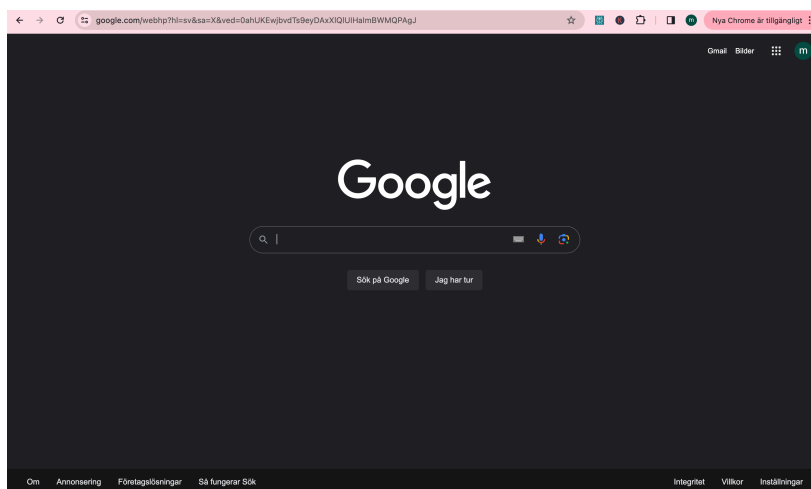 google.com/webhp?hl=sv&sa=X&ved=0ahUKEwjbvdTs9eyDAxXlQIUIHalmBWMQPAgJ
m
Nya Chrome är tillgängligt
Gmail Bilder
m
Google
Sök på Google Jag har tur
Om Annonsering Företagslösningar Så fungerar Sök Integritet Villkor Inställningar